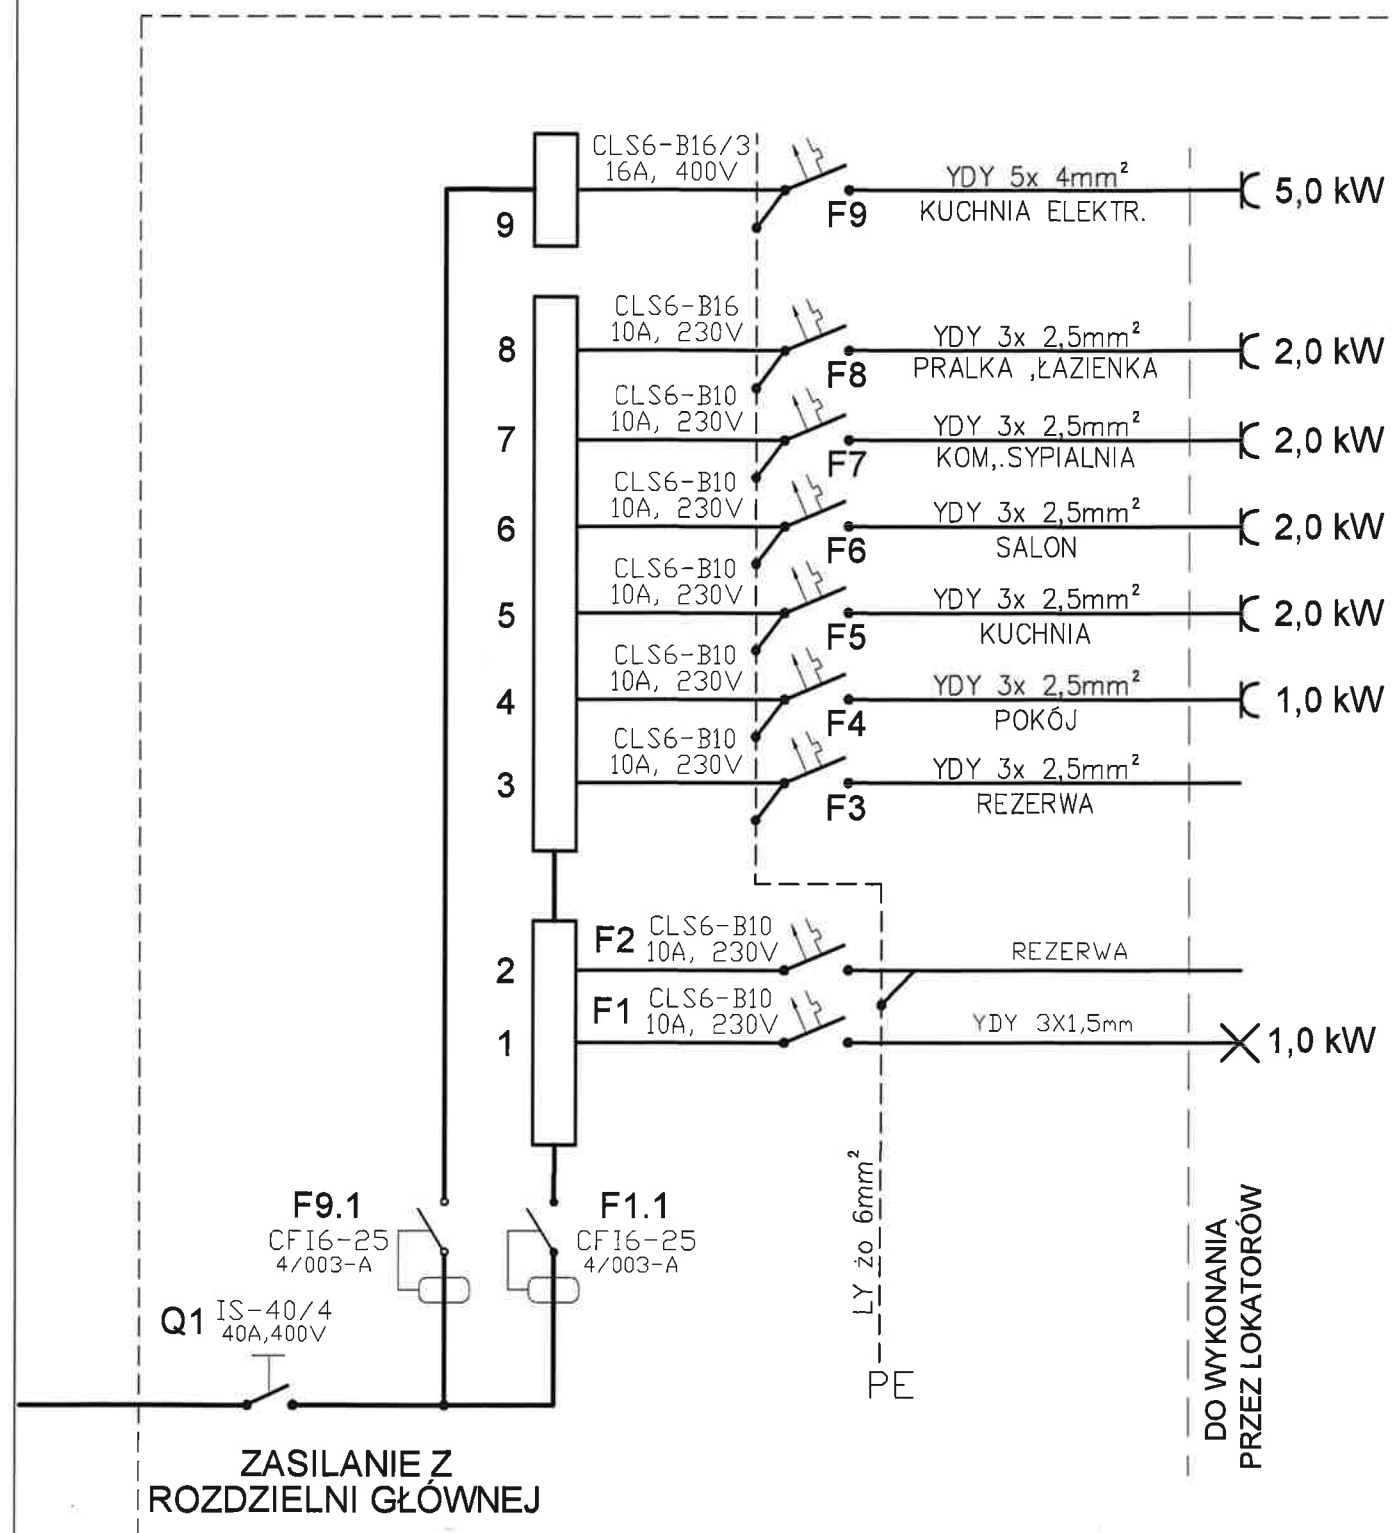 CLS6-B16/3
16A, 400V
9
F9
YDY 5x 4mm²
KUCHNIA ELEKTR.
5,0 kW
CLS6-B16
10A, 230V
8
F8
YDY 3x 2,5mm²
PRALKA ,ŁAZIENKA
2,0 kW
CLS6-B10
10A, 230V
7
F7
YDY 3x 2,5mm²
KOM,.SYPIALNIA
2,0 kW
CLS6-B10
10A, 230V
6
F6
YDY 3x 2,5mm²
SALON
2,0 kW
CLS6-B10
10A, 230V
5
F5
YDY 3x 2,5mm²
KUCHNIA
2,0 kW
CLS6-B10
10A, 230V
4
F4
YDY 3x 2,5mm²
POKÓJ
1,0 kW
CLS6-B10
10A, 230V
3
F3
YDY 3x 2,5mm²
REZERWA
2
F2
CLS6-B10
10A, 230V
REZERWA
1
F1
CLS6-B10
10A, 230V
YDY 3X1,5mm
1,0 kW
F9.1
CFI6-25
4/003-A
F1.1
CFI6-25
4/003-A
LY żo 6mm²
PE
DO WYKONANIA
PRZEZ LOKATORÓW
Q1
IS-40/4
40A,400V
ZASILANIE Z
ROZDZIELNI GŁÓWNEJ